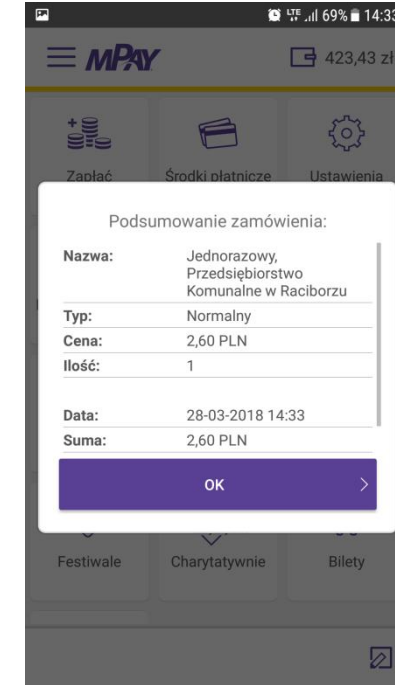 LTE 69% 14:33
mPAY 423,43 zł
Zapłać Środki płatnicze Ustawienia
Podsumowanie zamówienia:
Nazwa: Jednorazowy,
Przedsiębiorstwo
Komunalne w Raciborzu
Typ: Normalny
Cena: 2,60 PLN
Ilość: 1
Data: 28-03-2018 14:33
Suma: 2,60 PLN
OK
Festiwale Charytatywnie Bilety